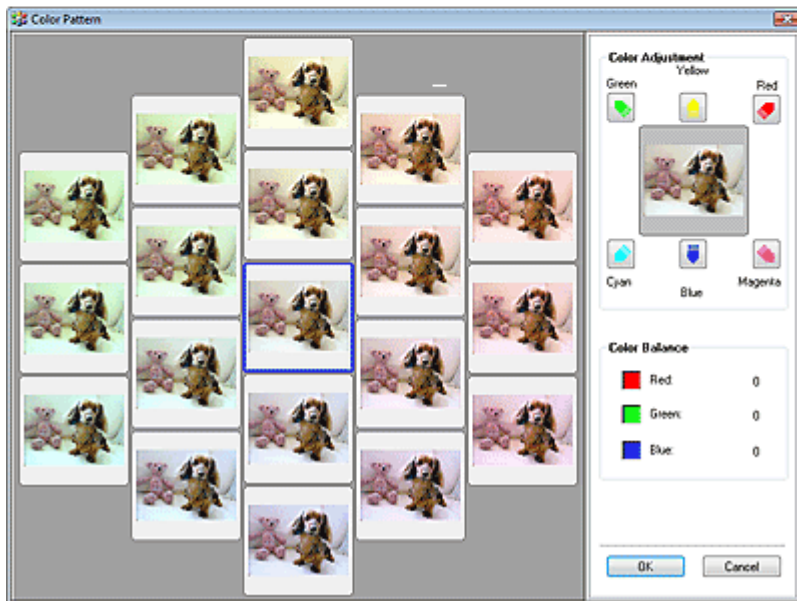 Color Pattern
Color Adjustment
Yellow
Green
Red
Cyan
Blue
Magenta
Color Balance
Red: 0
Green: 0
Blue: 0
OK
Cancel